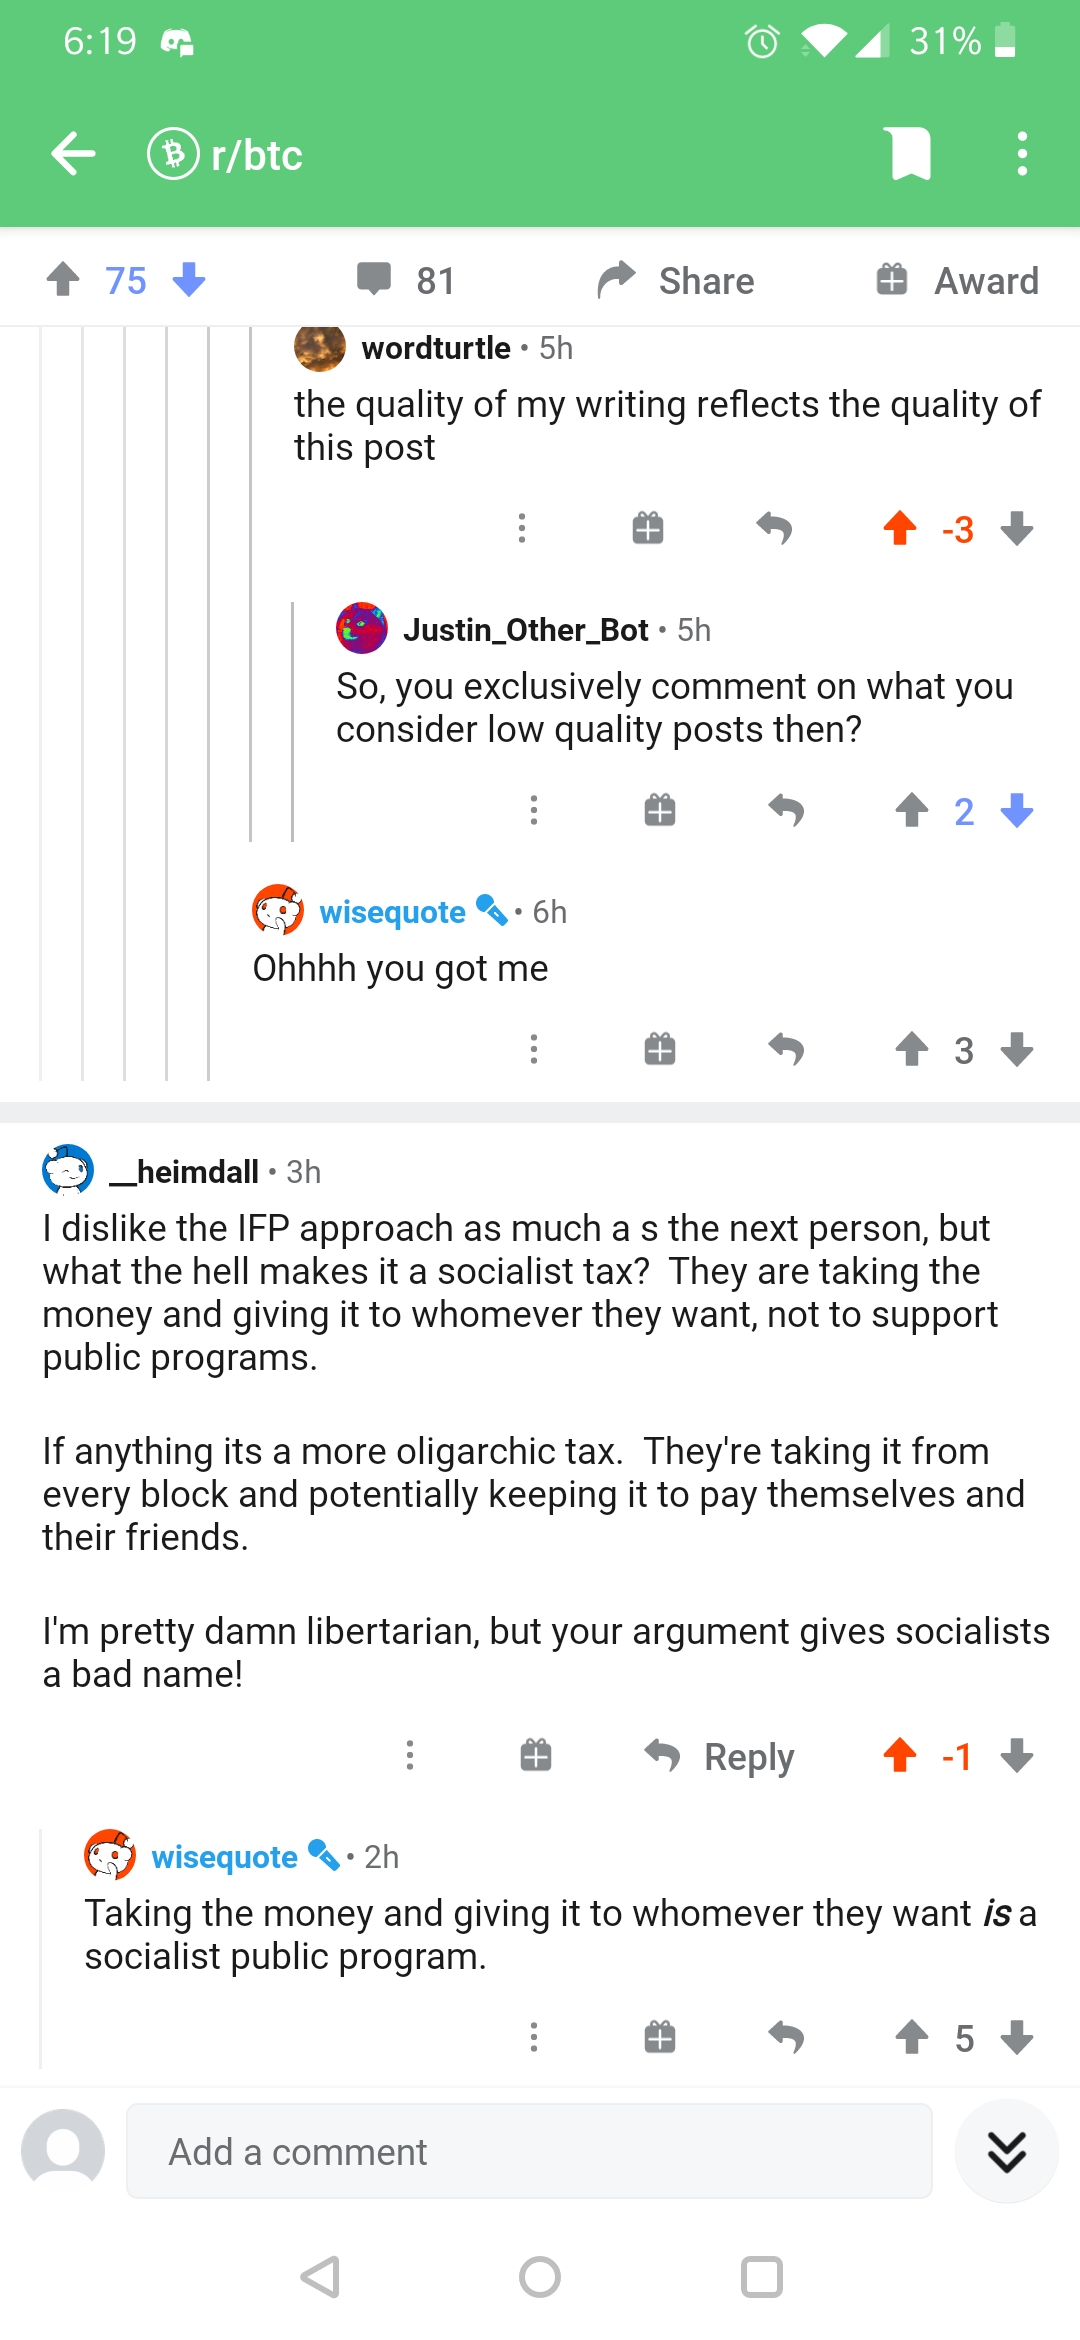 6:19
31%
r/btc
75
81
Share
Award
wordturtle • 5h
the quality of my writing reflects the quality of
this post
-3
Justin_Other_Bot • 5h
So, you exclusively comment on what you
consider low quality posts then?
2
wisequote • 6h
Ohhhh you got me
3
__heimdall • 3h
I dislike the IFP approach as much a s the next person, but
what the hell makes it a socialist tax?  They are taking the
money and giving it to whomever they want, not to support
public programs.
If anything its a more oligarchic tax.  They're taking it from
every block and potentially keeping it to pay themselves and
their friends.
I'm pretty damn libertarian, but your argument gives socialists
a bad name!
Reply
-1
wisequote • 2h
Taking the money and giving it to whomever they want is a
socialist public program.
5
Add a comment